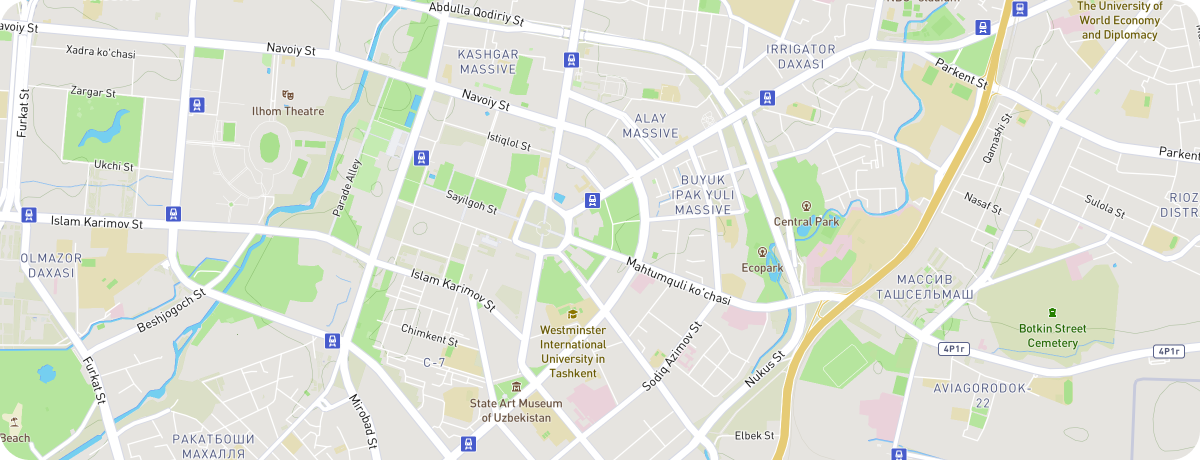 Abdulla Qodiriy St
The University of
World Economy
and Diplomacy
Navoiy St
Xadra ko'chasi
Navoiy St
KASHGAR
MASSIVE
IRRIGATOR
DAXASI
Parkent St
Furkat St
Zargar St
Ilhom Theatre
Navoiy St
ALAY
MASSIVE
Qamashi St
Istiqlol St
Parkent
Ukchi St
Parade Alley
Sayilgoh St
BUYUK
IPAK YULI
MASSIVE
Nasaf St
Sulola St
RIOZ
DISTR
Islam Karimov St
Central Park
OLMAZOR
DAXASI
Islam Karimov St
Mahtumquli ko'chasi
Ecopark
МАССИВ
ТАШСЕЛЬМАШ
Beshjogoch St
Chimkent St
C-7
Westminster
International
University in
Tashkent
Botkin Street
Cemetery
4P1r
4P1r
Furkat St
Sodiq Azimov St
Nukus St
AVIAGORODOK-
22
Mirobad St
State Art Museum
of Uzbekistan
Beach
РАКАТБОШИ
МАХАЛЛЯ
Elbek St